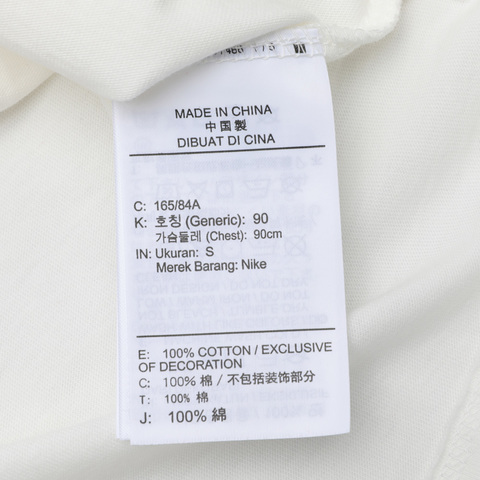 MADE IN CHINA
中国製
DIBUAT DI CINA
C: 165/84A
K: 호칭 (Generic): 90
가슴둘레 (Chest): 90cm
IN: Ukuran: S
Merek Barang: Nike
E: 100% COTTON / EXCLUSIVE
OF DECORATION
C: 100% 棉 / 不包括装饰部分
T: 100% 棉
J: 100% 綿